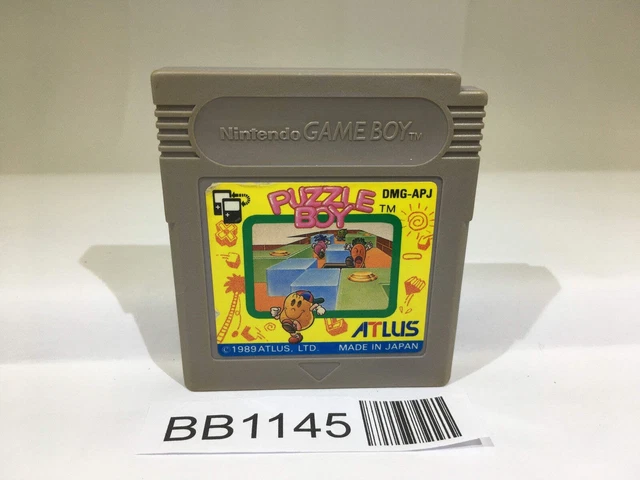 Nintendo GAME BOY TM
PUZZLE BOY TM
DMG-APJ
ATLUS
© 1989 ATLUS, LTD. MADE IN JAPAN
BB1145